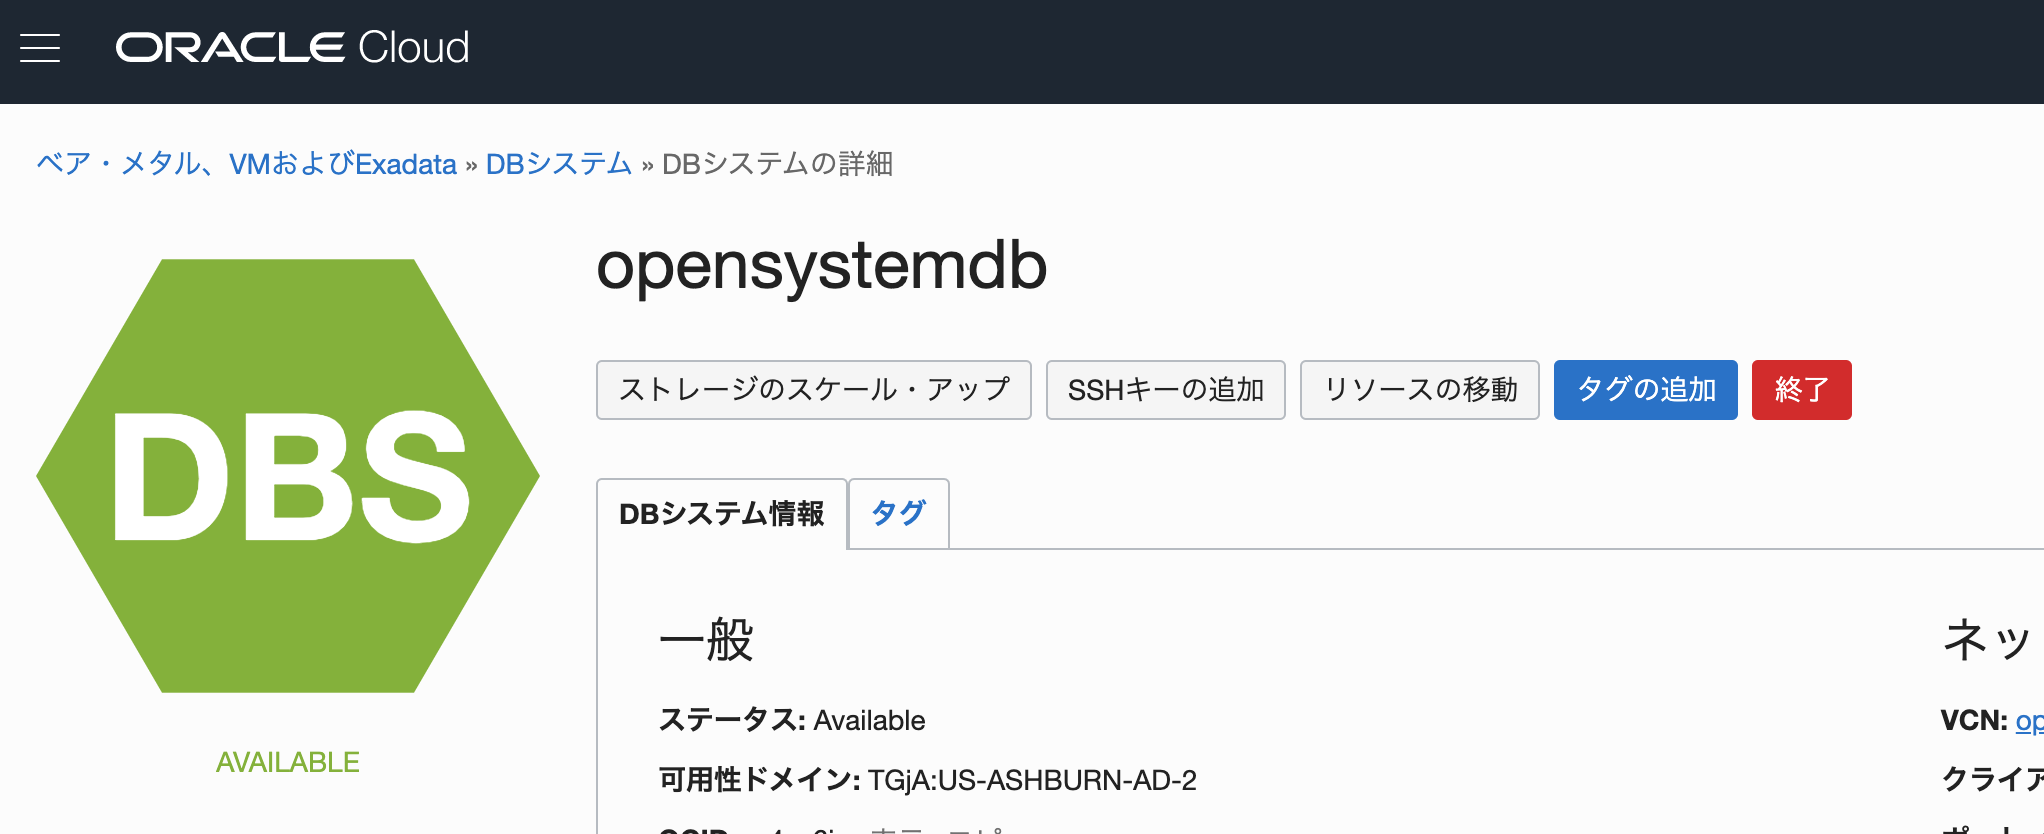 ORACLE Cloud
ベア・メタル、VMおよびExadata » DBシステム » DBシステムの詳細
opensystemdb
ストレージのスケール・アップ SSHキーの追加 リソースの移動 タグの追加 終了
DBS
DBシステム情報 タグ
一般
ネッ
ステータス: Available
VCN: op
AVAILABLE
可用性ドメイン: TGjA:US-ASHBURN-AD-2
クライア